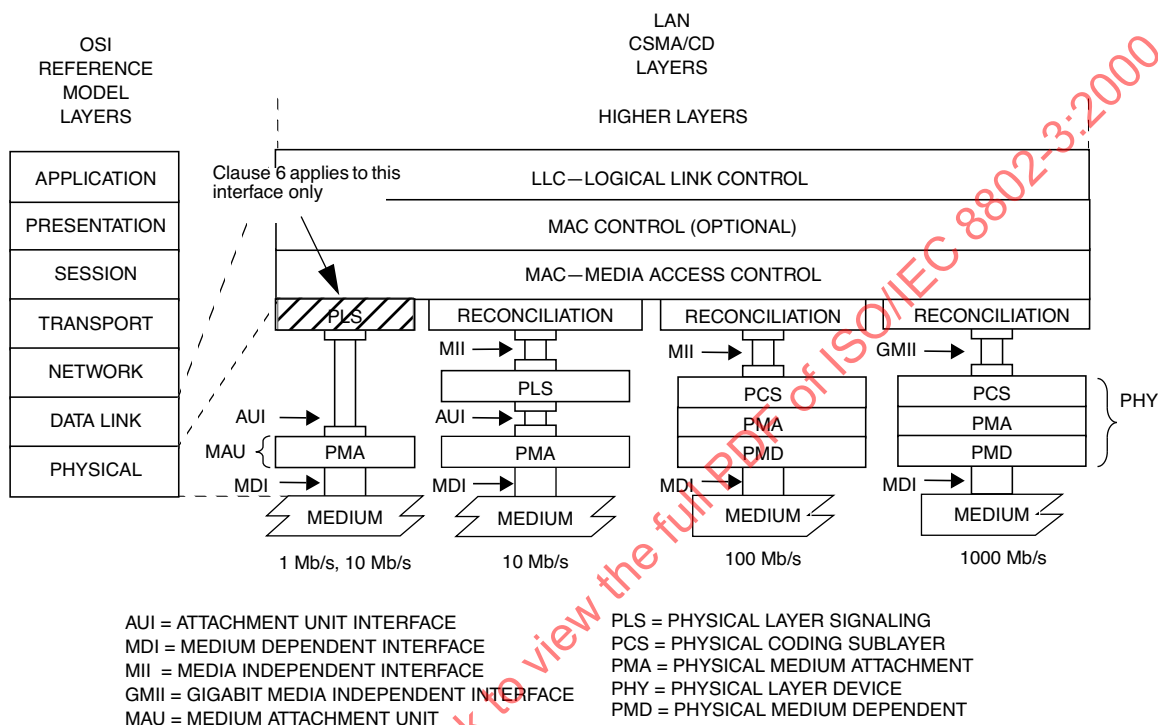 OSI
REFERENCE
MODEL
LAYERS
LAN
CSMA/CD
LAYERS
HIGHER LAYERS
APPLICATION
PRESENTATION
SESSION
TRANSPORT
NETWORK
DATA LINK
PHYSICAL
Clause 6 applies to this
interface only
LLC—LOGICAL LINK CONTROL
MAC CONTROL (OPTIONAL)
MAC—MEDIA ACCESS CONTROL
PLS
AUI
MAU
PMA
MDI
MEDIUM
1 Mb/s, 10 Mb/s
RECONCILIATION
MII
PLS
AUI
PMA
MDI
MEDIUM
10 Mb/s
RECONCILIATION
MII
PCS
PMA
PMD
MDI
MEDIUM
100 Mb/s
RECONCILIATION
GMII
PCS
PMA
PMD
PHY
MDI
MEDIUM
1000 Mb/s
AUI = ATTACHMENT UNIT INTERFACE
MDI = MEDIUM DEPENDENT INTERFACE
MII = MEDIA INDEPENDENT INTERFACE
GMII = GIGABIT MEDIA INDEPENDENT INTERFACE
MAU = MEDIUM ATTACHMENT UNIT
PLS = PHYSICAL LAYER SIGNALING
PCS = PHYSICAL CODING SUBLAYER
PMA = PHYSICAL MEDIUM ATTACHMENT
PHY = PHYSICAL LAYER DEVICE
PMD = PHYSICAL MEDIUM DEPENDENT
to view the full PDF of ISO/IEC 8802-3:2000